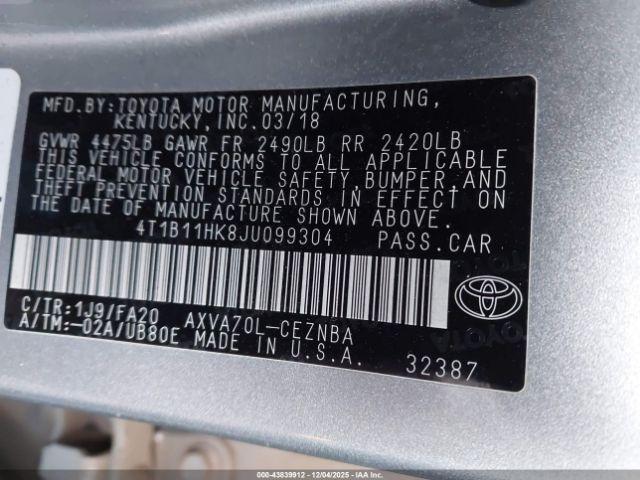 MFD.BY:TOYOTA MOTOR MANUFACTURING,
KENTUCKY, INC.03/18
GVWR 4475LB GAWR FR 2490LB RR 2420LB
THIS VEHICLE CONFORMS TO ALL APPLICABLE
FEDERAL MOTOR VEHICLE SAFETY,BUMPER,AND
THEFT PREVENTION STANDARDS IN EFFECT ON
THE DATE OF MANUFACTURE SHOWN ABOVE.
4T1B11HK8JU099304 PASS.CAR
C/TR:1J9/FA20 AXVA70L-CEZNBA
A/TM:-02A/UB80E MADE IN U.S.A.
32387
TOYOTA
© IAA • 43839912 • 12/04/2025 • IAAI.COM